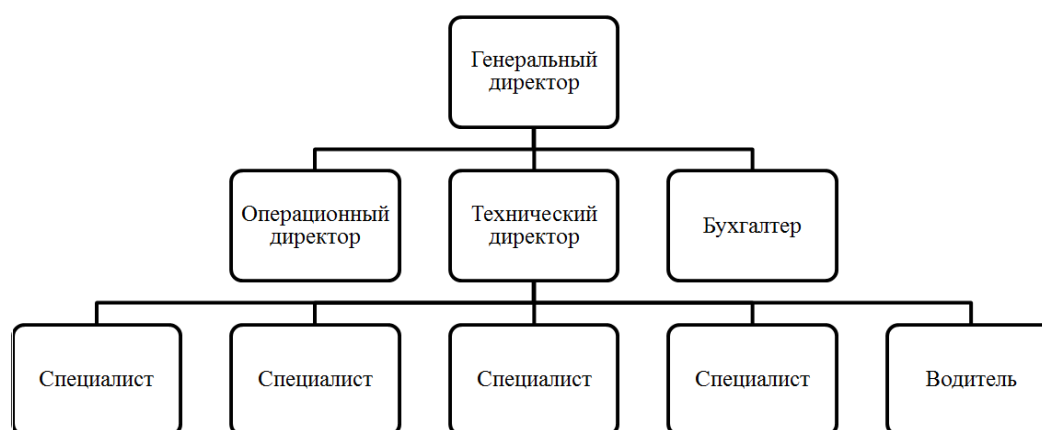 Генеральный
директор
Операционный
директор
Технический
директор
Бухгалтер
Специалист
Специалист
Специалист
Специалист
Водитель